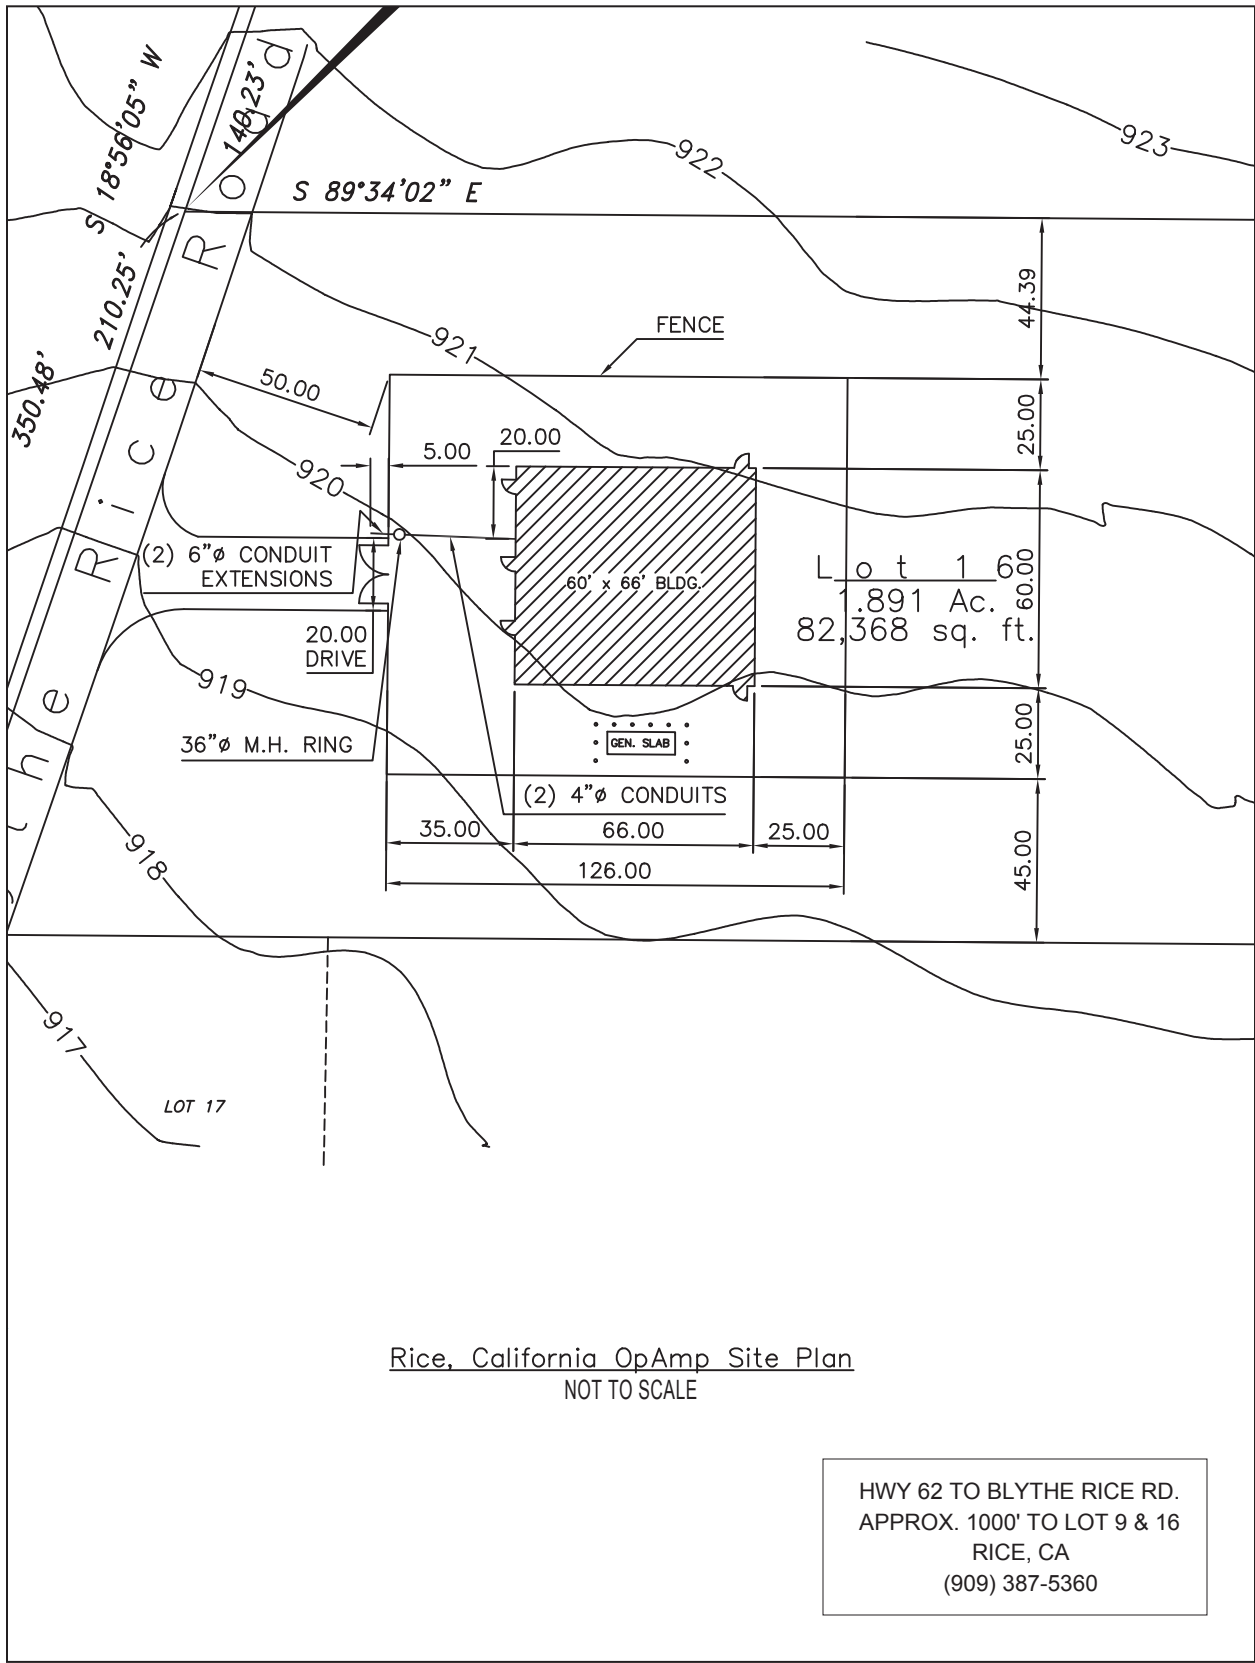 S 18°56'05" W
140.23'
S 89°34'02" E
922
923
210.25'
350.48'
R o a d
44.39
FENCE
921
50.00
25.00
20.00
5.00
920
R i c e
(2) 6"ø CONDUIT
EXTENSIONS
60' x 66' BLDG.
Lot 16
1.891 Ac.
82,368 sq. ft.
60.00
20.00
DRIVE
919
36"ø M.H. RING
GEN. SLAB
25.00
(2) 4"ø CONDUITS
35.00
66.00
25.00
126.00
45.00
t h e
918
917
LOT 17
Rice, California OpAmp Site Plan
NOT TO SCALE
HWY 62 TO BLYTHE RICE RD.
APPROX. 1000' TO LOT 9 & 16
RICE, CA
(909) 387-5360